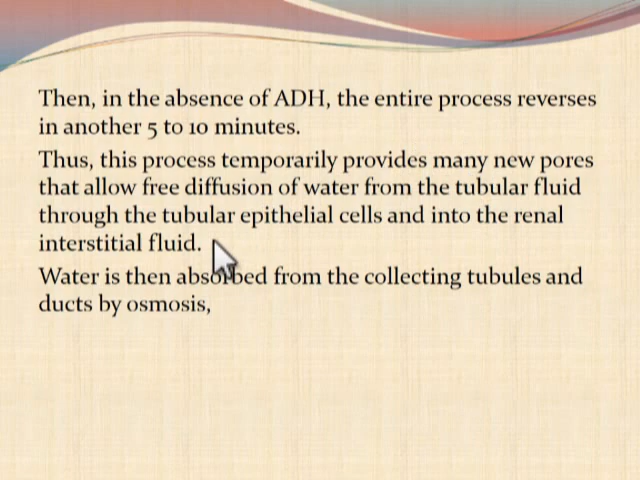 Then, in the absence of ADH, the entire process reverses
in another 5 to 10 minutes.
Thus, this process temporarily provides many new pores
that allow free diffusion of water from the tubular fluid
through the tubular epithelial cells and into the renal
interstitial fluid.
Water is then absorbed from the collecting tubules and
ducts by osmosis,